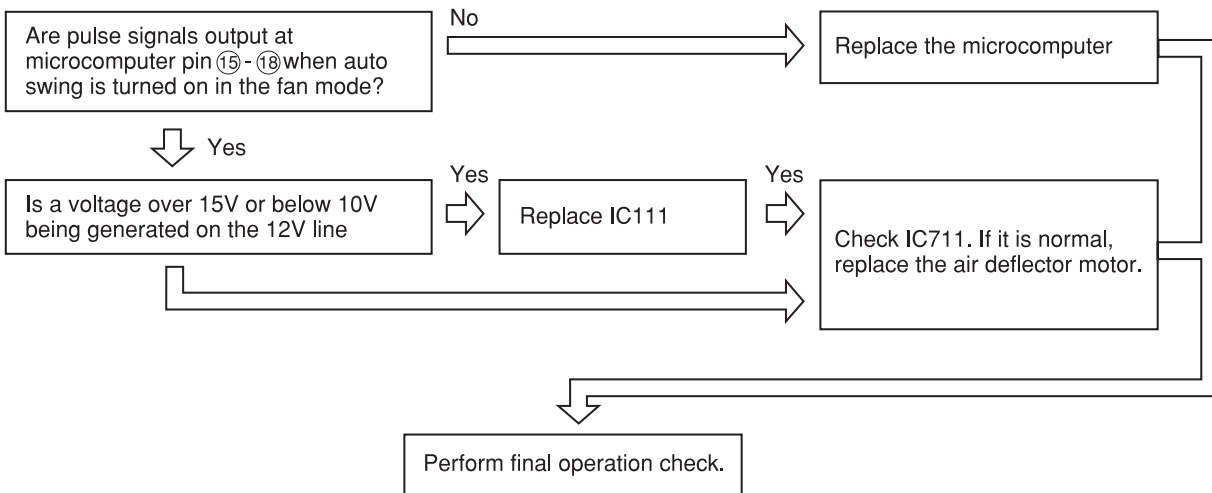 Are pulse signals output at
microcomputer pin ⑮ - ⑱ when auto
swing is turned on in the fan mode?
No
Replace the microcomputer
Yes
Is a voltage over 15V or below 10V
being generated on the 12V line
Yes
Replace IC111
Yes
Check IC711. If it is normal,
replace the air deflector motor.
Perform final operation check.